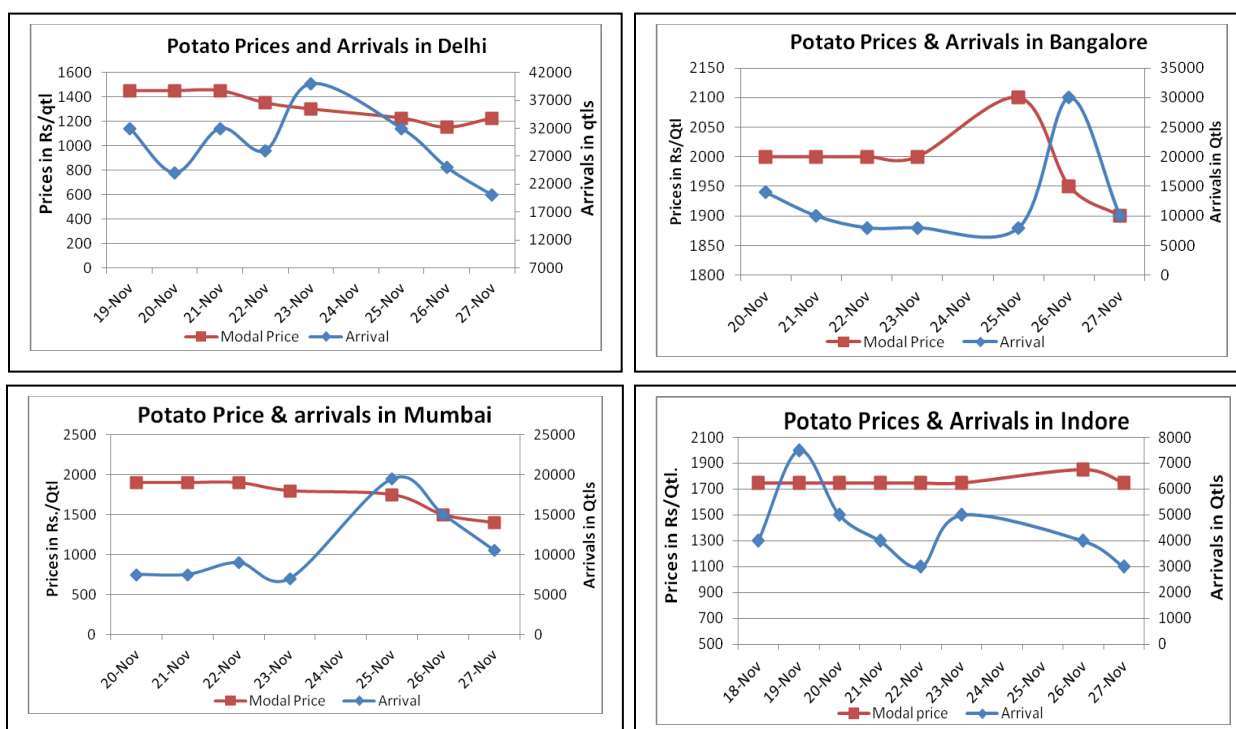 Potato Prices and Arrivals in Delhi
Prices in Rs/qtl
1600
1400
1200
1000
800
600
400
200
0
42000
37000
32000
27000
22000
17000
12000
7000
Arrivals in qtls
19-Nov
20-Nov
21-Nov
22-Nov
23-Nov
24-Nov
25-Nov
26-Nov
27-Nov
Modal Price
Arrival
Potato Prices & Arrivals in Bangalore
Prices in Rs/Qtl
2150
2100
2050
2000
1950
1900
1850
1800
35000
30000
25000
20000
15000
10000
5000
0
Arrivals in Qtls
20-Nov
21-Nov
22-Nov
23-Nov
24-Nov
25-Nov
26-Nov
27-Nov
Modal Price
Arrival
Potato Price & arrivals in Mumbai
Prices in Rs./Qtl
2500
2000
1500
1000
500
0
25000
20000
15000
10000
5000
0
Arrivals in Qtls
20-Nov
21-Nov
22-Nov
23-Nov
24-Nov
25-Nov
26-Nov
27-Nov
Modal Price
Arrival
Potato Prices & Arrivals in Indore
Prices in Rs/Qtl.
2100
1900
1700
1500
1300
1100
900
700
500
8000
7000
6000
5000
4000
3000
2000
1000
0
Arrivals in Qtls
18-Nov
19-Nov
20-Nov
21-Nov
22-Nov
23-Nov
24-Nov
25-Nov
26-Nov
27-Nov
Modal price
Arrival